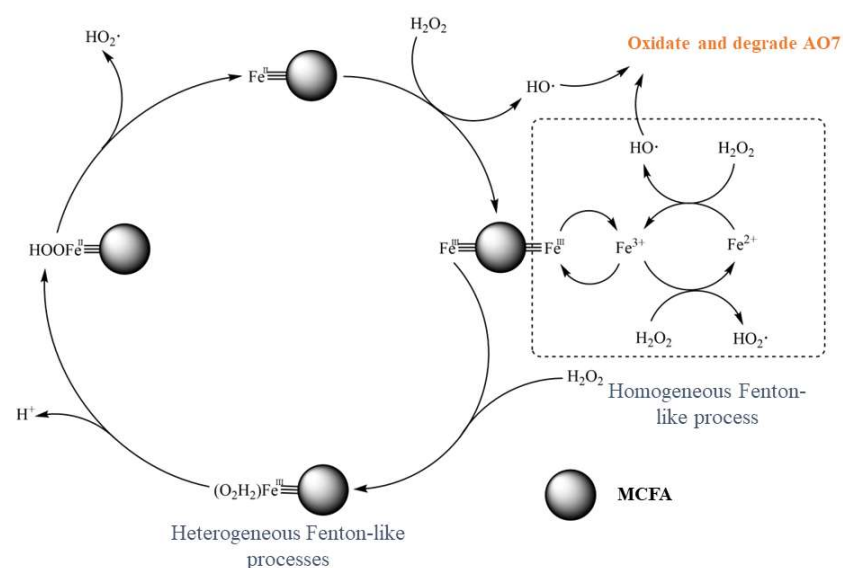 HO₂·
H₂O₂
Oxidate and degrade AO7
Feᴵᴵ
HO·
HO·
H₂O₂
HOOFeᴵᴵ
Feᴵᴵᴵ
Feᴵᴵᴵ
Fe³⁺
Fe²⁺
H₂O₂
HO₂·
H₂O₂
Homogeneous Fenton-
like process
H⁺
(O₂H₂)Feᴵᴵᴵ
MCFA
Heterogeneous Fenton-like
processes